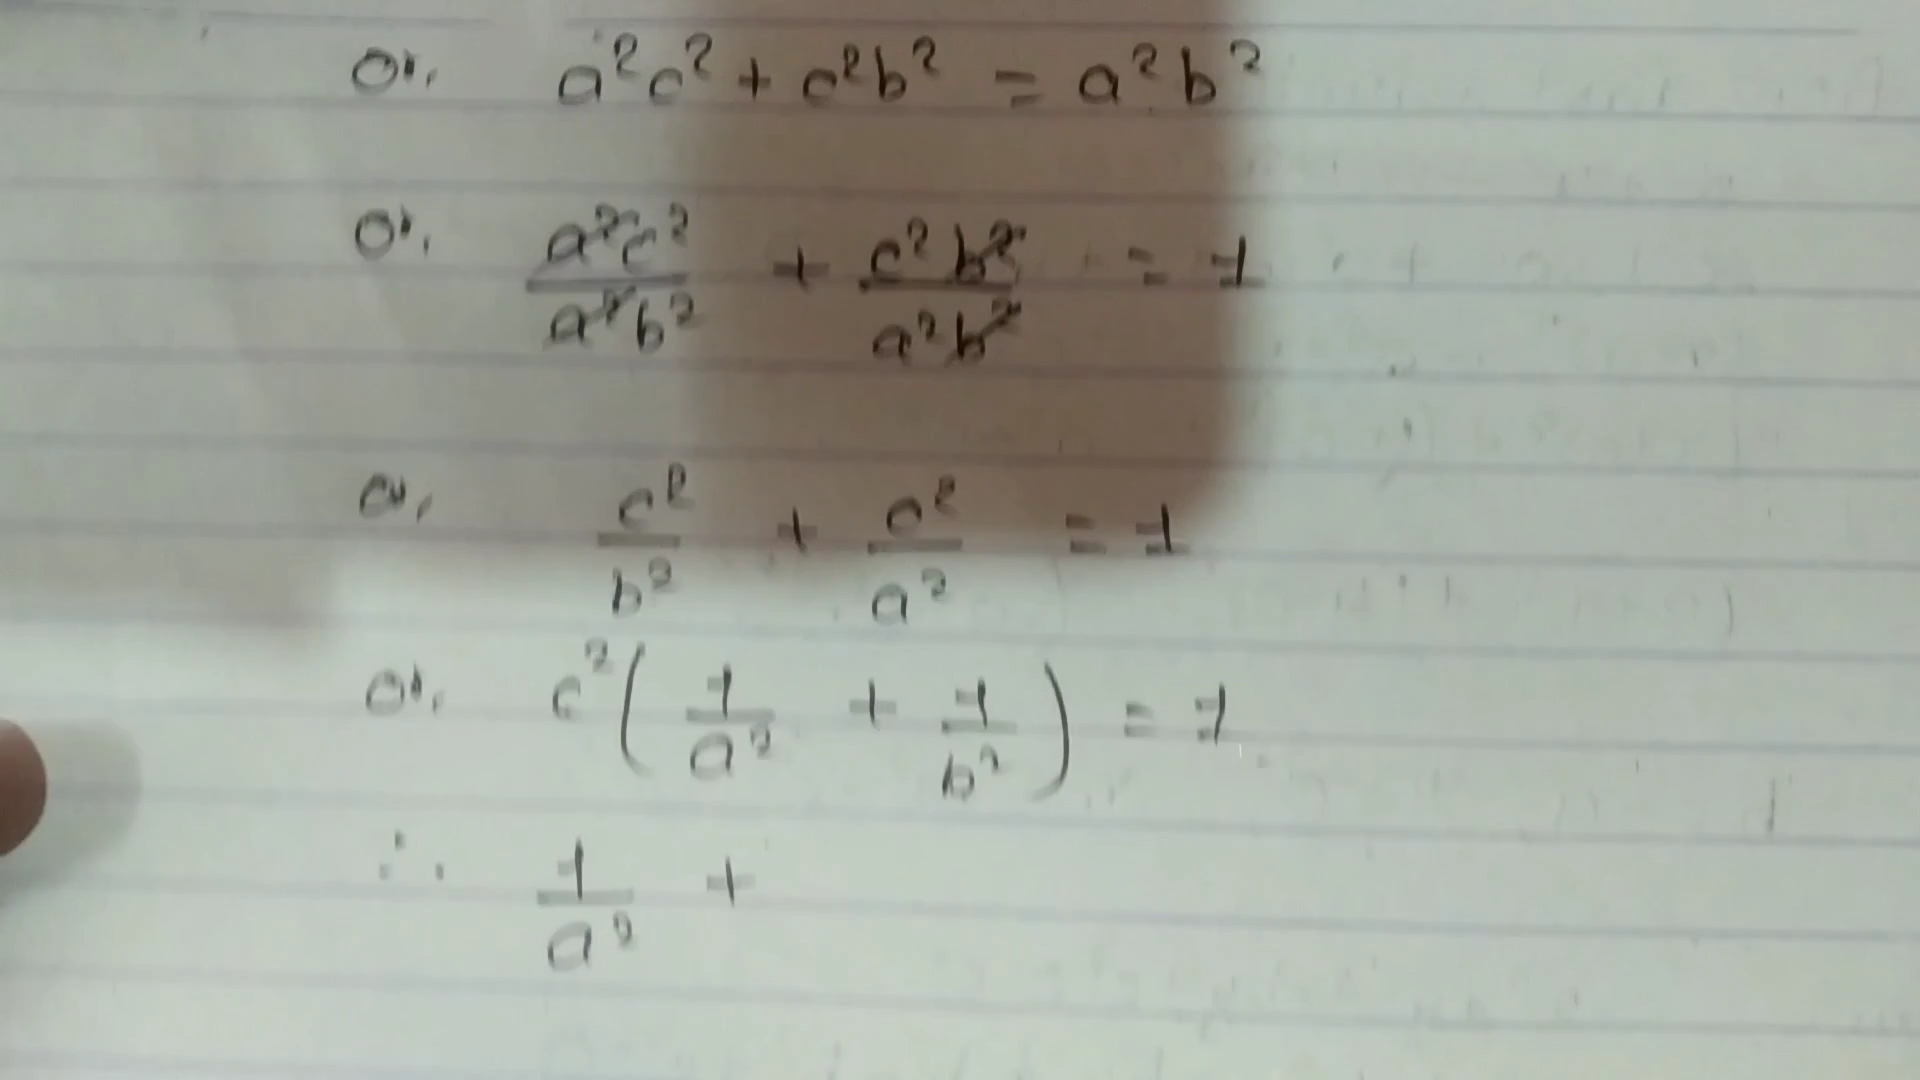 or, a²c² + c²b² = a²b²
or, a²c²/a²b² + c²b²/a²b² = 1
or, c²/b² + c²/a² = 1
or, c² (1/a² + 1/b²) = 1
∴ 1/a² +